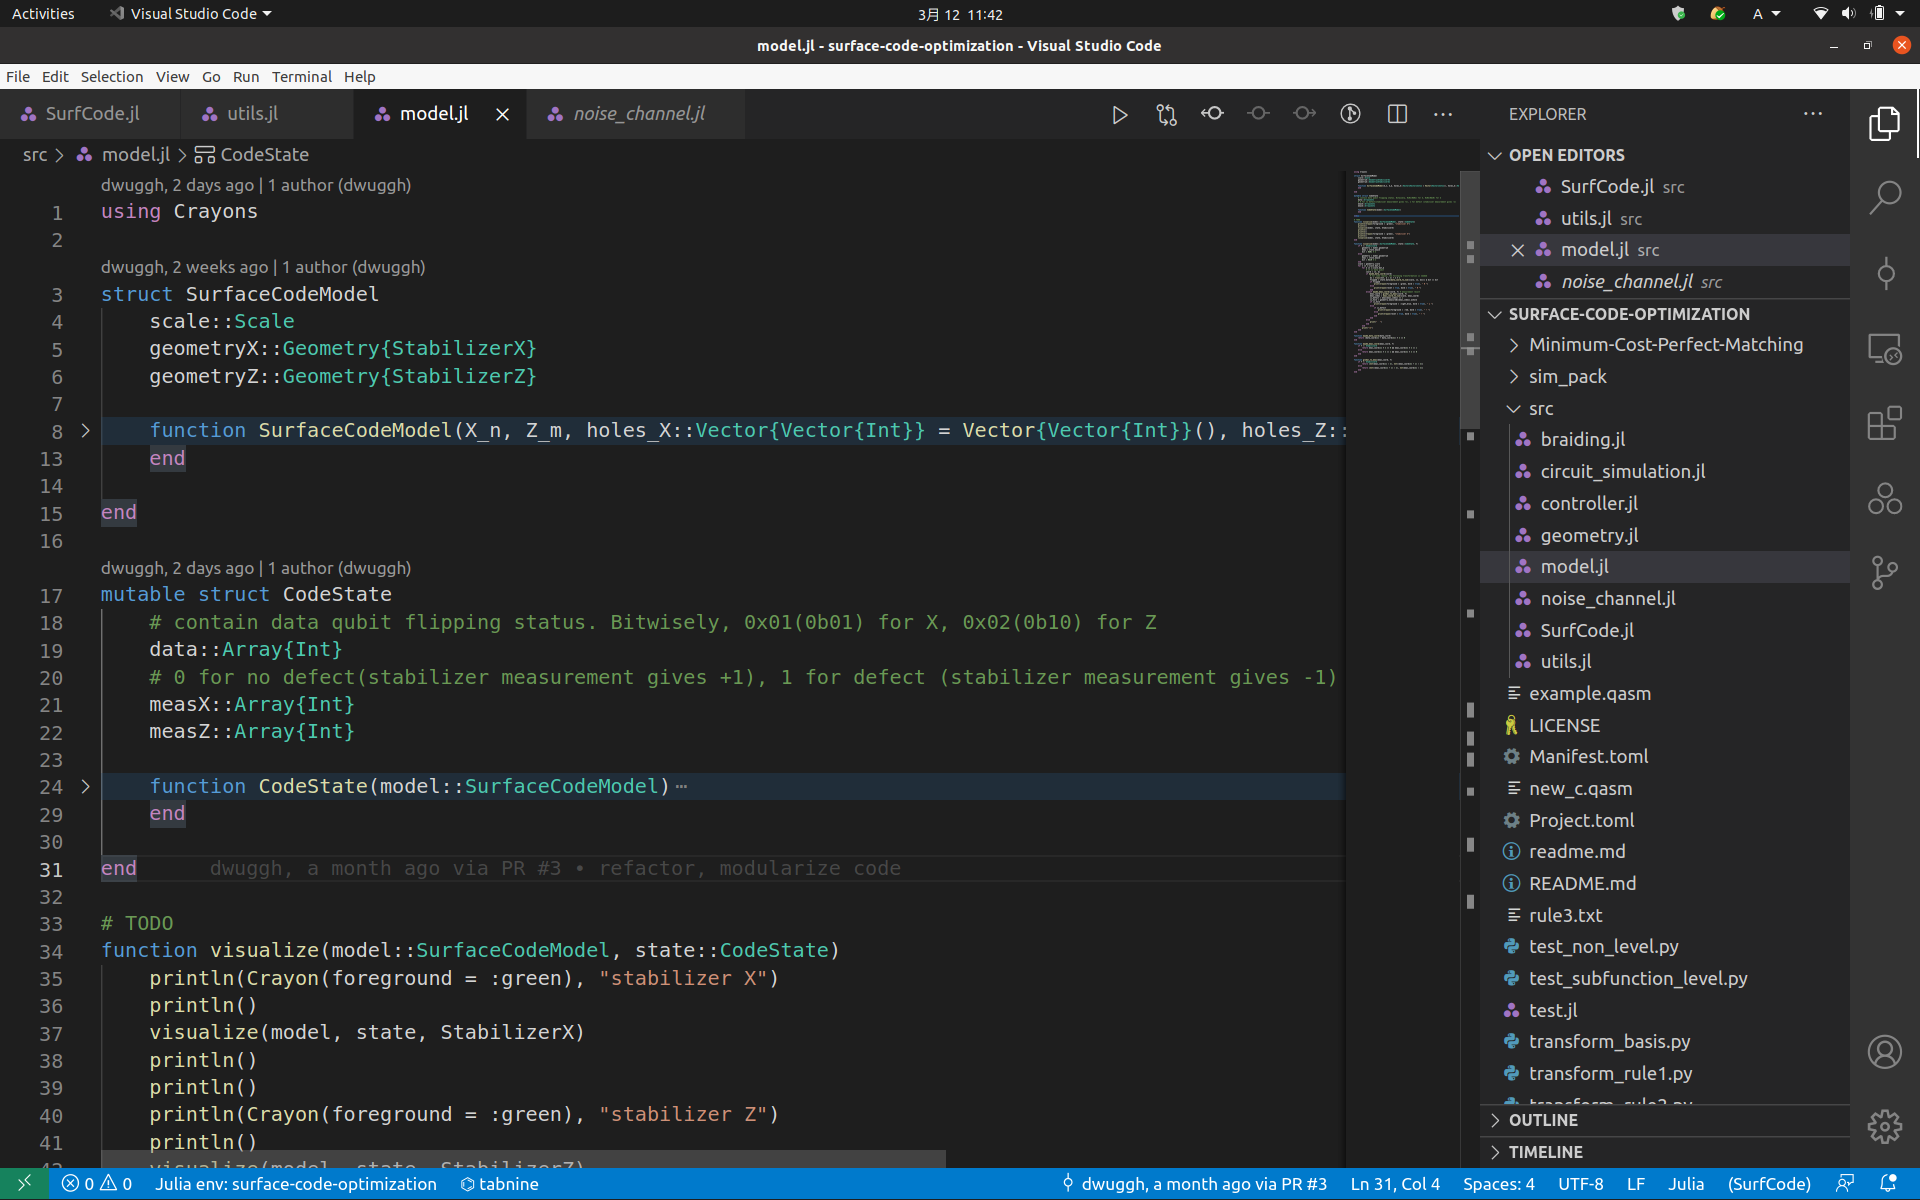 Activities
Visual Studio Code
3月 12 11:42
A
model.jl - surface-code-optimization - Visual Studio Code
File Edit Selection View Go Run Terminal Help
SurfCode.jl
utils.jl
model.jl
noise_channel.jl
src > model.jl > CodeState
dwuggh, 2 days ago | 1 author (dwuggh)
1 using Crayons
2
dwuggh, 2 weeks ago | 1 author (dwuggh)
3 struct SurfaceCodeModel
4 scale::Scale
5 geometryX::Geometry{StabilizerX}
6 geometryZ::Geometry{StabilizerZ}
7
8 function SurfaceCodeModel(X_n, Z_m, holes_X::Vector{Vector{Int}} = Vector{Vector{Int}}(), holes_Z::
13 end
14
15 end
16
dwuggh, 2 days ago | 1 author (dwuggh)
17 mutable struct CodeState
18 # contain data qubit flipping status. Bitwisely, 0x01(0b01) for X, 0x02(0b10) for Z
19 data::Array{Int}
20 # 0 for no defect(stabilizer measurement gives +1), 1 for defect (stabilizer measurement gives -1)
21 measX::Array{Int}
22 measZ::Array{Int}
23
24 function CodeState(model::SurfaceCodeModel)⋯
29 end
30
31 end dwuggh, a month ago via PR #3 • refactor, modularize code
32
33 # TODO
34 function visualize(model::SurfaceCodeModel, state::CodeState)
35 println(Crayon(foreground = :green), "stabilizer X")
36 println()
37 visualize(model, state, StabilizerX)
38 println()
39 println()
40 println(Crayon(foreground = :green), "stabilizer Z")
41 println()
42 visualize(model, state, StabilizerZ)
EXPLORER
OPEN EDITORS
SurfCode.jl src
utils.jl src
model.jl src
noise_channel.jl src
SURFACE-CODE-OPTIMIZATION
Minimum-Cost-Perfect-Matching
sim_pack
src
braiding.jl
circuit_simulation.jl
controller.jl
geometry.jl
model.jl
noise_channel.jl
SurfCode.jl
utils.jl
example.qasm
LICENSE
Manifest.toml
new_c.qasm
Project.toml
readme.md
README.md
rule3.txt
test_non_level.py
test_subfunction_level.py
test.jl
transform_basis.py
transform_rule1.py
transform_rule2.py
OUTLINE
TIMELINE
0 0 Julia env: surface-code-optimization tabnine
dwuggh, a month ago via PR #3 Ln 31, Col 4 Spaces: 4 UTF-8 LF Julia (SurfCode)